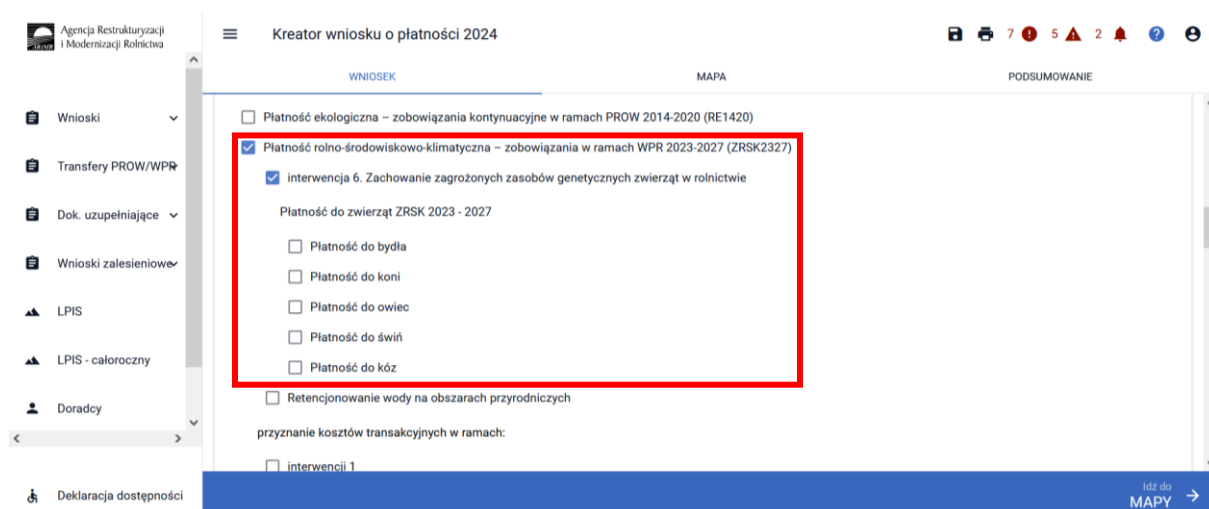 Agencja Restrukturyzacji
i Modernizacji Rolnictwa
ARiMR
Kreator wniosku o płatności 2024
7
5
2
WNIOSEK
MAPA
PODSUMOWANIE
Wnioski
Transfery PROW/WPR
Dok. uzupełniające
Wnioski zalesieniowe
LPIS
LPIS - całoroczny
Doradcy
Deklaracja dostępności
Płatność ekologiczna – zobowiązania kontynuacyjne w ramach PROW 2014-2020 (RE1420)
Płatność rolno-środowiskowo-klimatyczna – zobowiązania w ramach WPR 2023-2027 (ZRSK2327)
interwencja 6. Zachowanie zagrożonych zasobów genetycznych zwierząt w rolnictwie
Płatność do zwierząt ZRSK 2023 - 2027
Płatność do bydła
Płatność do koni
Płatność do owiec
Płatność do świń
Płatność do kóz
Retencjonowanie wody na obszarach przyrodniczych
przyznanie kosztów transakcyjnych w ramach:
interwencji 1
Idź do
MAPY